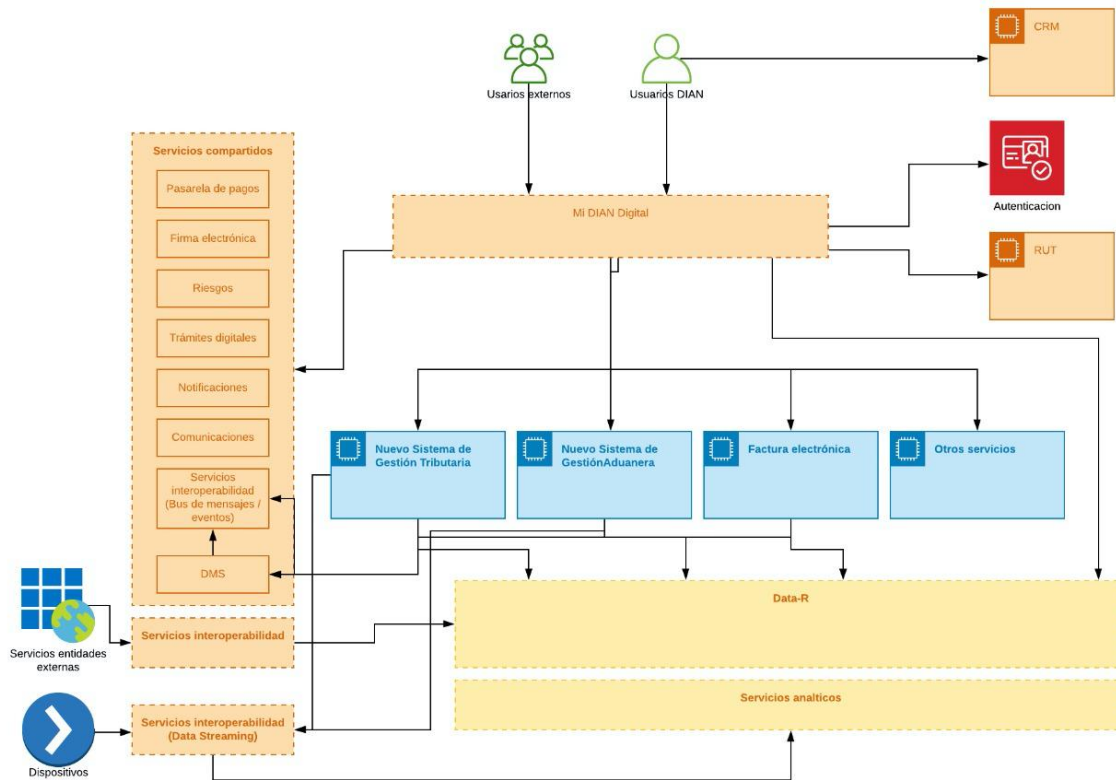 CRM
Usarios externos
Usuarios DIAN
Servicios compartidos
Pasarela de pagos
Firma electrónica
Riesgos
Trámites digitales
Notificaciones
Comunicaciones
Servicios
interoperabilidad
(Bus de mensajes /
eventos)
DMS
Mi DIAN Digital
Autenticacion
RUT
Nuevo Sistema de
Gestión Tributaria
Nuevo Sistema de
GestiónAduanera
Factura electrónica
Otros servicios
Servicios entidades
externas
Servicios interoperabilidad
Data-R
Servicios analticos
Dispositivos
Servicios interoperabilidad
(Data Streaming)